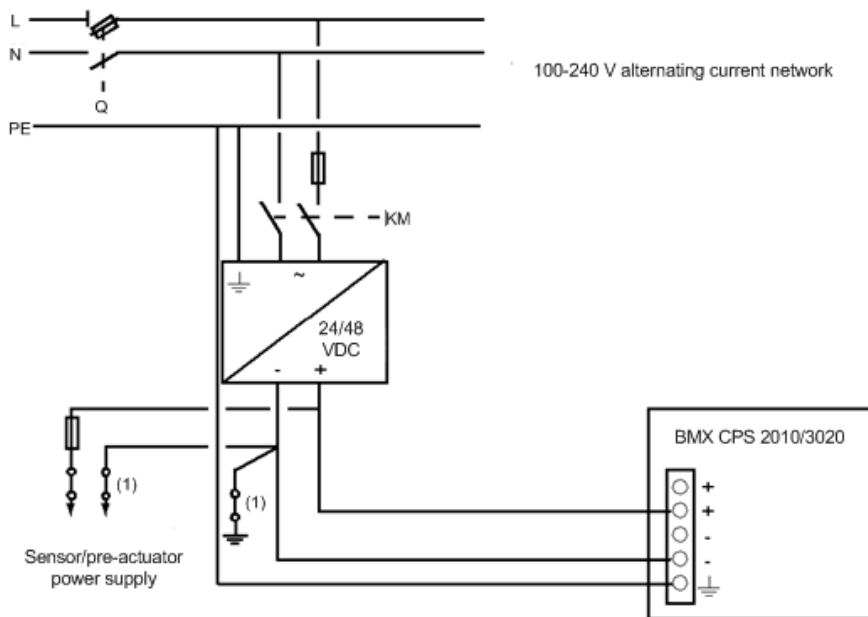 L
N
100-240 V alternating current network
Q
PE
KM
~
24/48
VDC
- +
BMX CPS 2010/3020
+
(1)
(1)
+
-
-
Sensor/pre-actuator
power supply